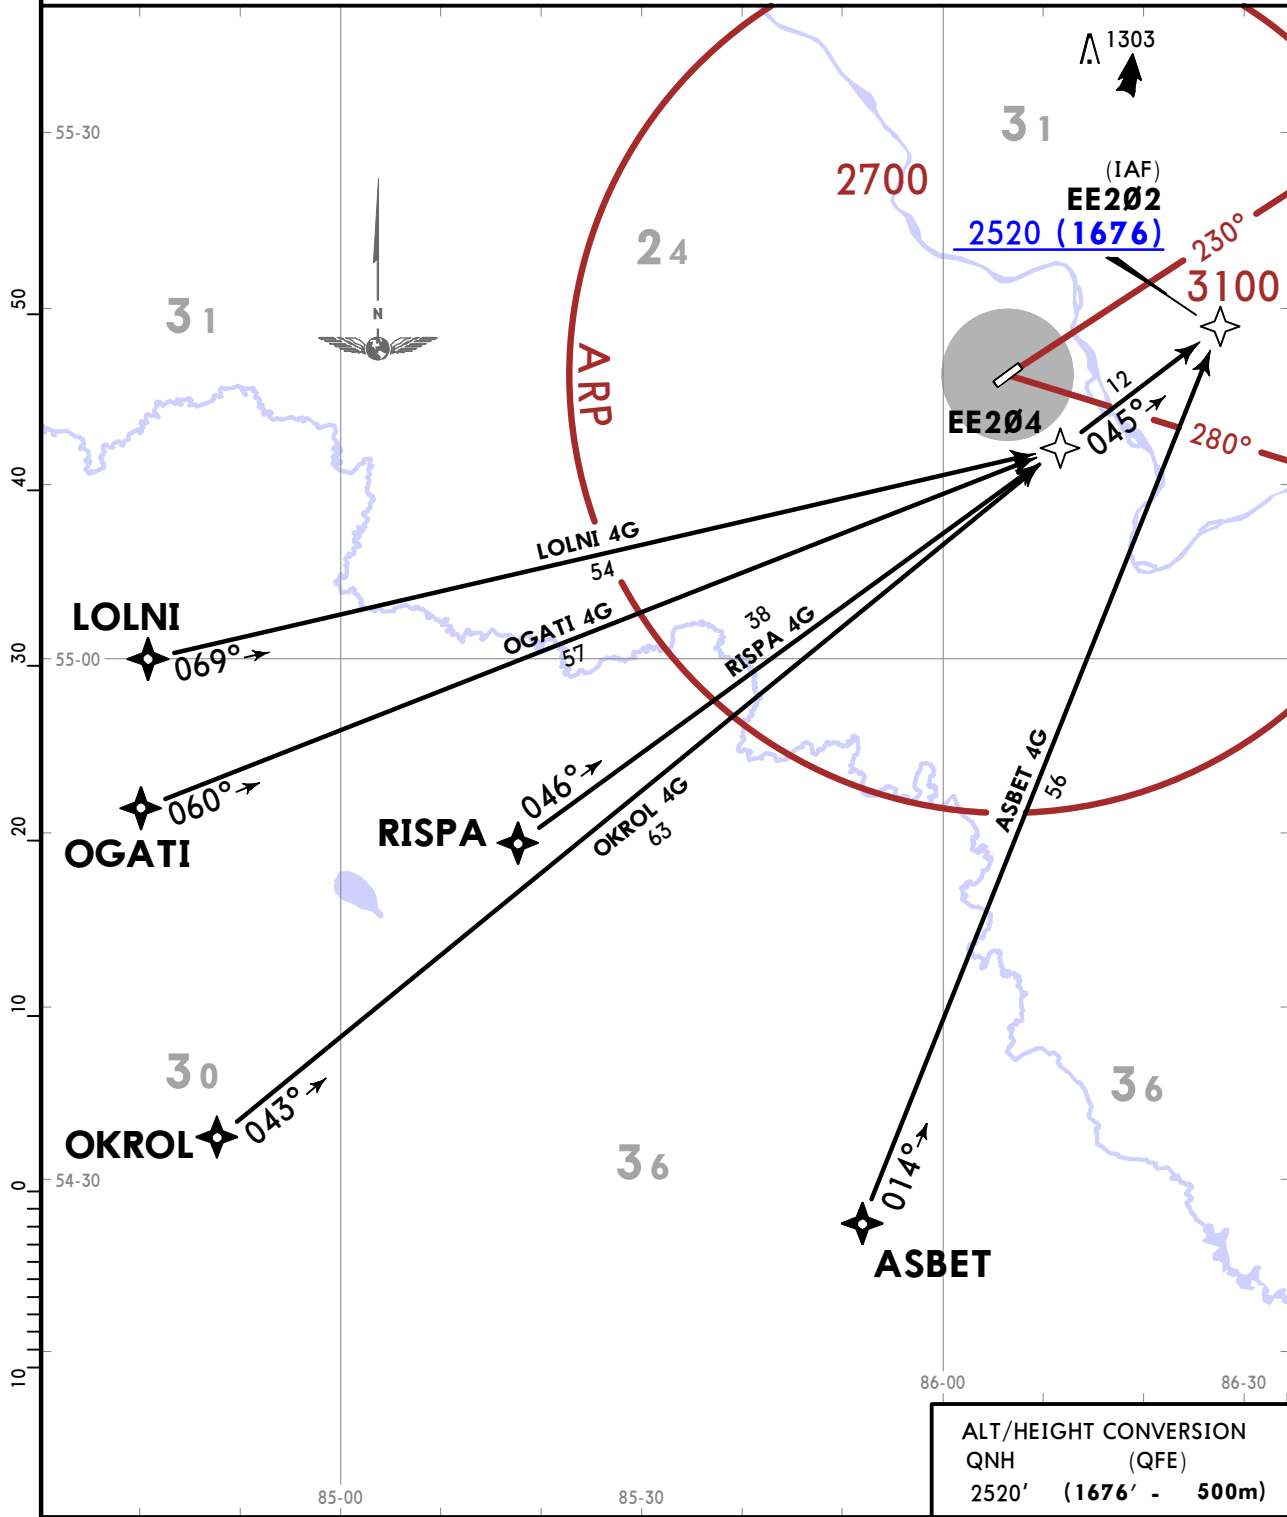 1303
55-30
31
2700
(IAF)
EE2Ø2
2520 (1676)
24
230°
3100
50
31
N
ARP
12
EE2Ø4
045°
280°
40
LOLNI 4G
54
LOLNI
OGATI 4G
38
RISPA 4G
30
55-00
069°
57
ASBET 4G
56
060°
046°
OKROL 4G
63
20
OGATI
RISPA
10
30
36
043°
OKROL
36
0
54-30
014°
ASBET
10
86-00
86-30
85-00
85-30
ALT/HEIGHT CONVERSION
QNH (QFE)
2520' (1676' - 500m)